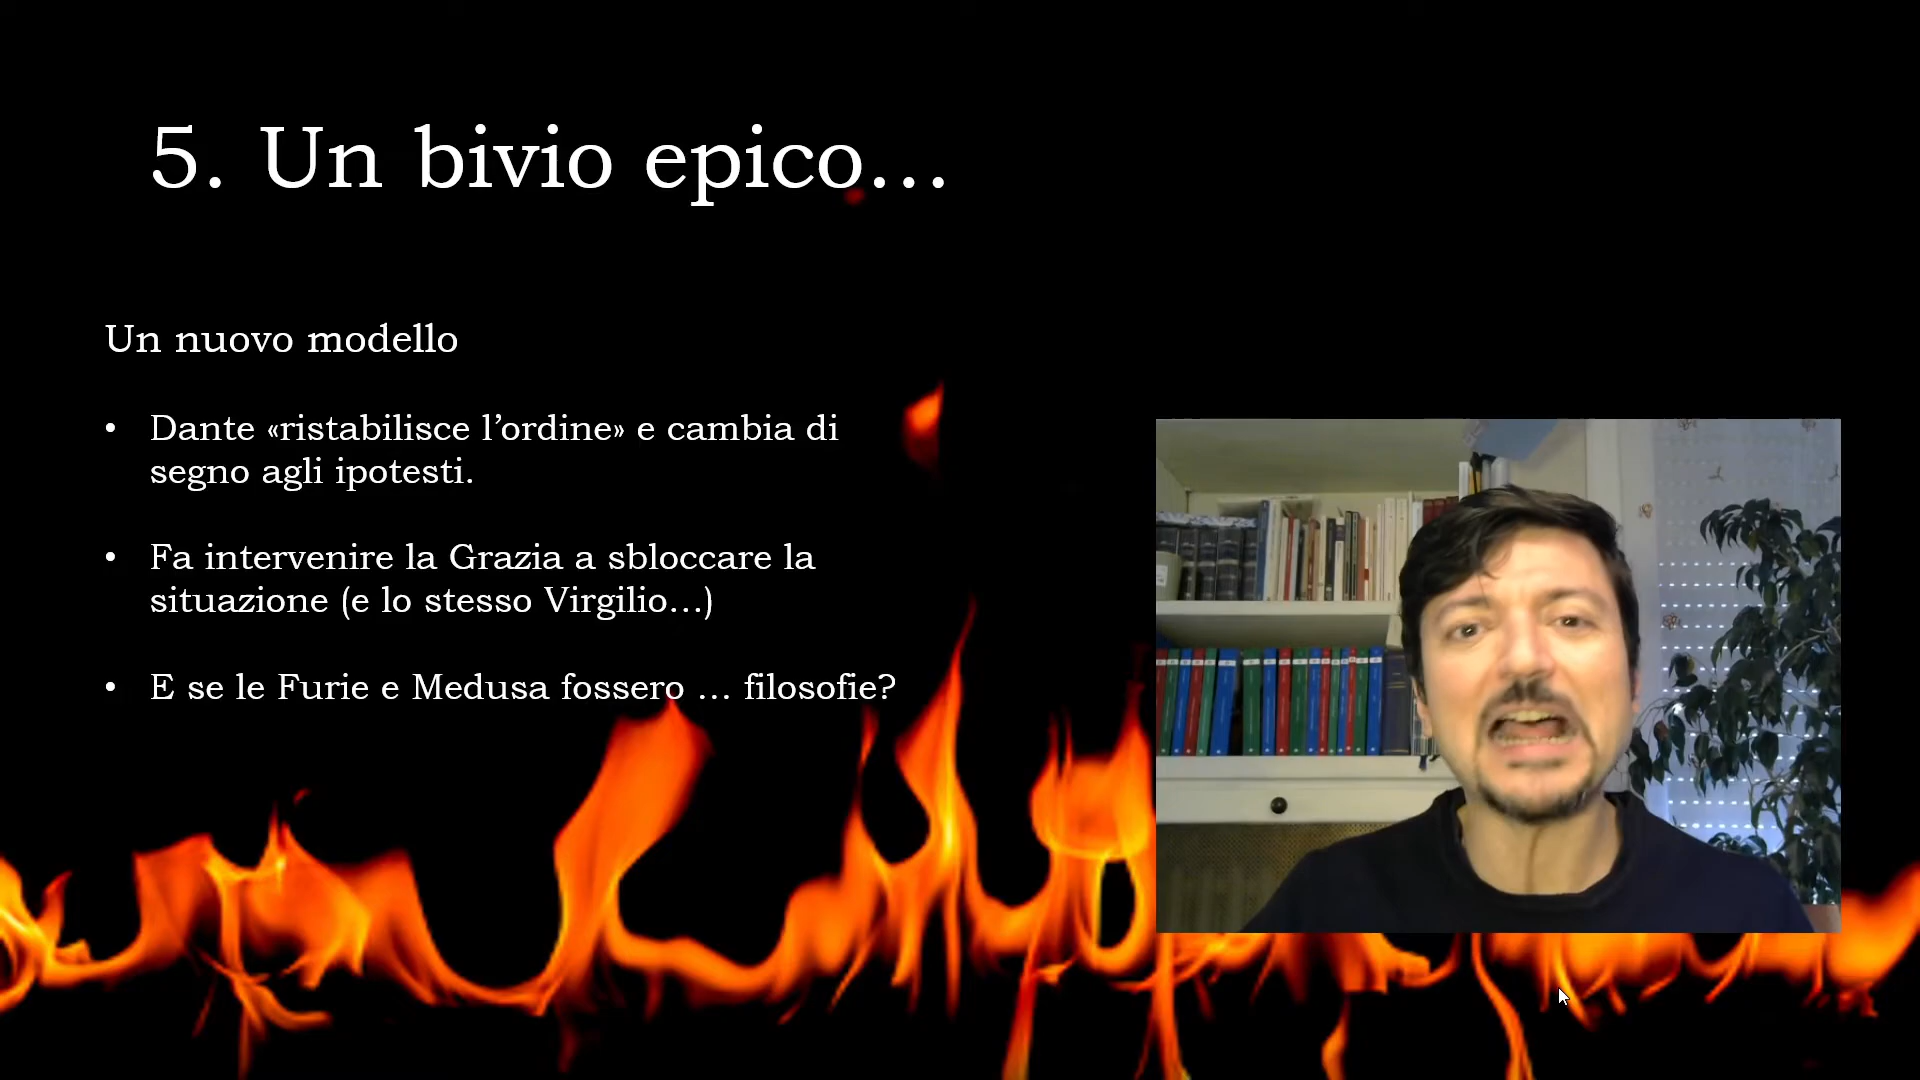 5. Un bivio epico…
Un nuovo modello
• Dante «ristabilisce l’ordine» e cambia di
segno agli ipotesti.
• Fa intervenire la Grazia a sbloccare la
situazione (e lo stesso Virgilio…)
• E se le Furie e Medusa fossero … filosofie?